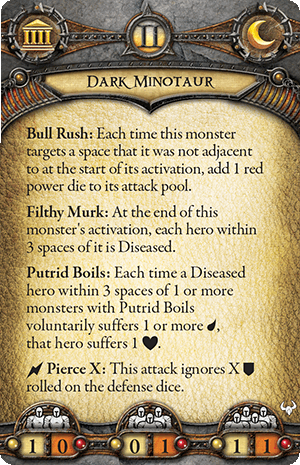 II
DARK MINOTAUR
Bull Rush: Each time this monster
targets a space that it was not adjacent
to at the start of its activation, add 1 red
power die to its attack pool.
Filthy Murk: At the end of this
monster's activation, each hero within
3 spaces of it is Diseased.
Putrid Boils: Each time a Diseased
hero within 3 spaces of 1 or more
monsters with Putrid Boils
voluntarily suffers 1 or more ,
that hero suffers 1 .
Pierce X: This attack ignores X
rolled on the defense dice.
1 0 0 1 1 1